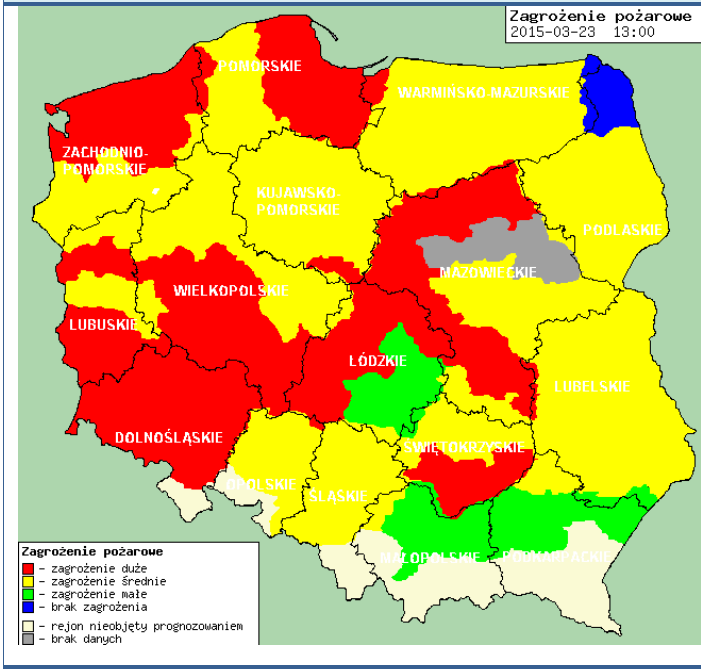 Zagrożenie pożarowe
2015-03-23 13:00
POMORSKIE
WARMIŃSKO-MAZURSKIE
ZACHODNIO-
POMORSKIE
KUJAWSKO-
POMORSKIE
PODLASKIE
MAZOWIECKIE
WIELKOPOLSKIE
LUBUSKIE
ŁÓDZKIE
LUBELSKIE
DOLNOŚLĄSKIE
ŚWIĘTOKRZYSKIE
OPOLSKIE
ŚLĄSKIE
MAŁOPOLSKIE
PODKARPACKIE
Zagrożenie pożarowe
– zagrożenie duże
– zagrożenie średnie
– zagrożenie małe
– brak zagrożenia
– rejon nieobjęty prognozowaniem
– brak danych